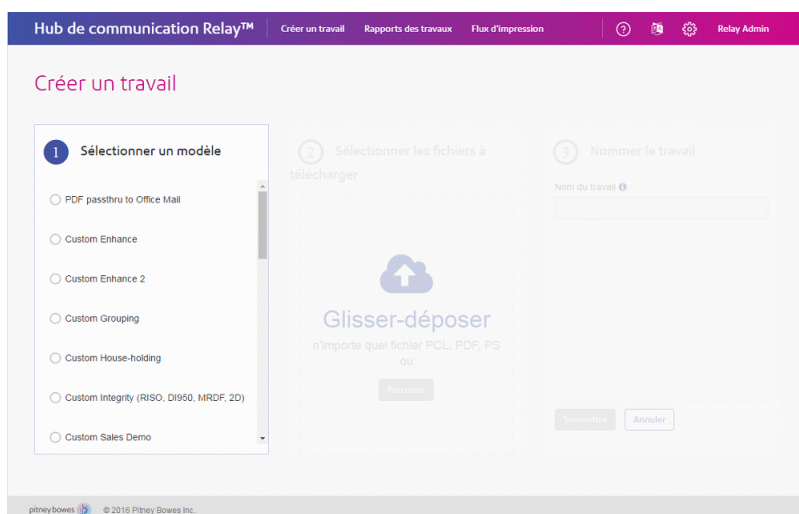 Hub de communication Relay™ Créer un travail Rapports des travaux Flux d'impression ? Relay Admin
Créer un travail
1 Sélectionner un modèle
PDF passthru to Office Mail
Custom Enhance
Custom Enhance 2
Custom Grouping
Custom House-holding
Custom Integrity (RISO, DI950, MRDF, 2D)
Custom Sales Demo
2 Sélectionner les fichiers à
télécharger
Glisser-déposer
n'importe quel fichier PCL, PDF, PS
ou
Parcourir
3 Nommer le travail
Nom du travail
Soumettre Annuler
pitney bowes © 2016 Pitney Bowes Inc.